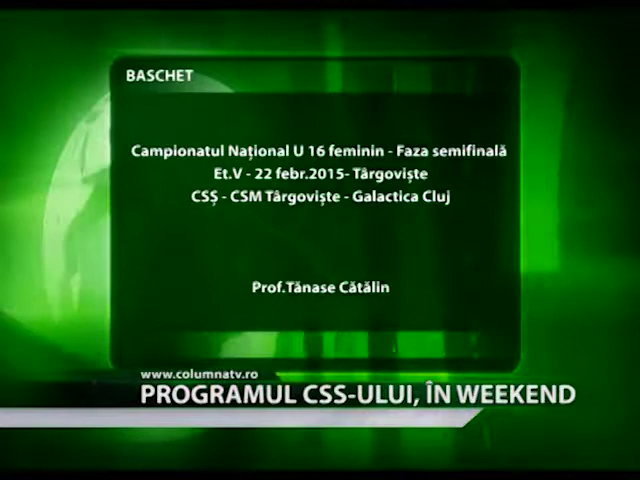 BASCHET
Campionatul Național U 16 feminin - Faza semifinală
Et.V - 22 febr.2015- Târgoviște
CSȘ - CSM Târgoviște - Galactica Cluj
Prof.Tănase Cătălin
www.columnatv.ro
PROGRAMUL CSS-ULUI, ÎN WEEKEND